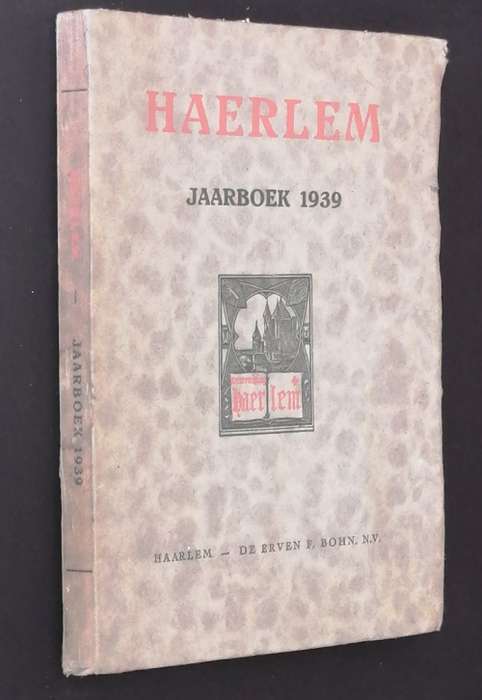 HAERLEM
JAARBOEK 1939
haerlem
HAARLEM — DE ERVEN F. BOHN. N.V.
— JAARBOEK 1939